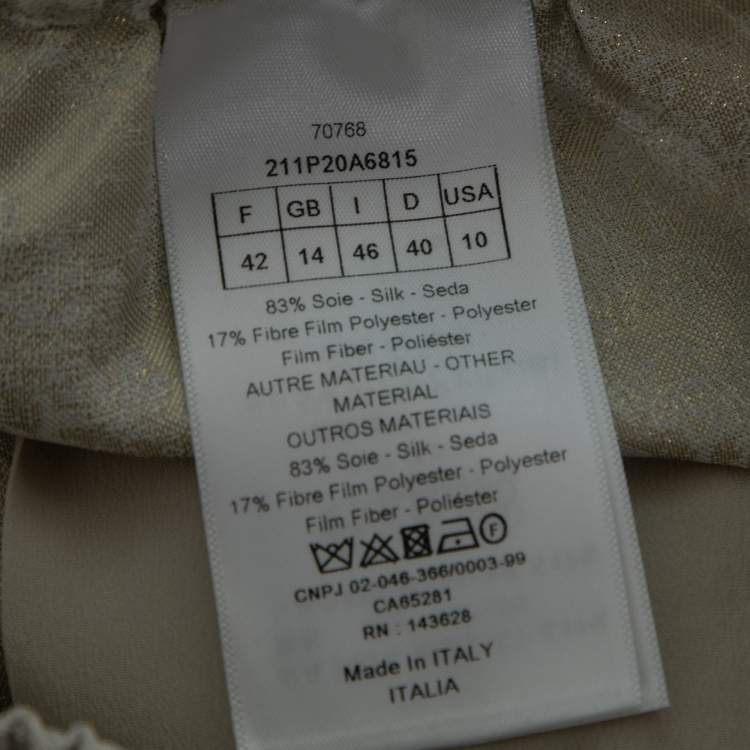 70768
211P20A6815
F GB I D USA
42 14 46 40 10
83% Soie - Silk - Seda
17% Fibre Film Polyester - Polyester
Film Fiber - Poliéster
AUTRE MATERIAU - OTHER
MATERIAL
OUTROS MATERIAIS
83% Soie - Silk - Seda
17% Fibre Film Polyester - Polyester
Film Fiber - Poliéster
F
CNPJ 02-046-366/0003-99
CA65281
RN : 143628
Made In ITALY
ITALIA